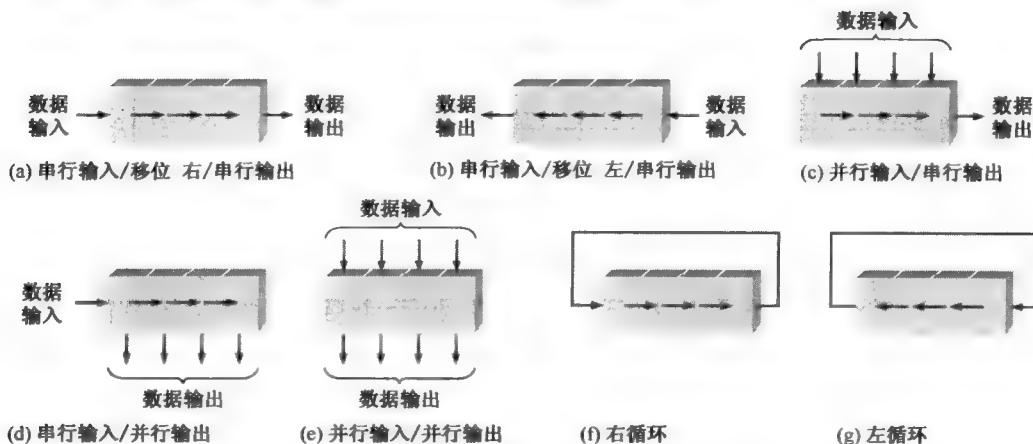 数据输入
数据
输入
数据
输出
数据
输入
数据
输出
(a) 串行输入/移位 右/串行输出
(b) 串行输入/移位 左/串行输出
(c) 并行输入/串行输出
数据输入
数据
输入
数据输出
数据输出
(d) 串行输入/并行输出
(e) 并行输入/并行输出
(f) 右循环
(g) 左循环